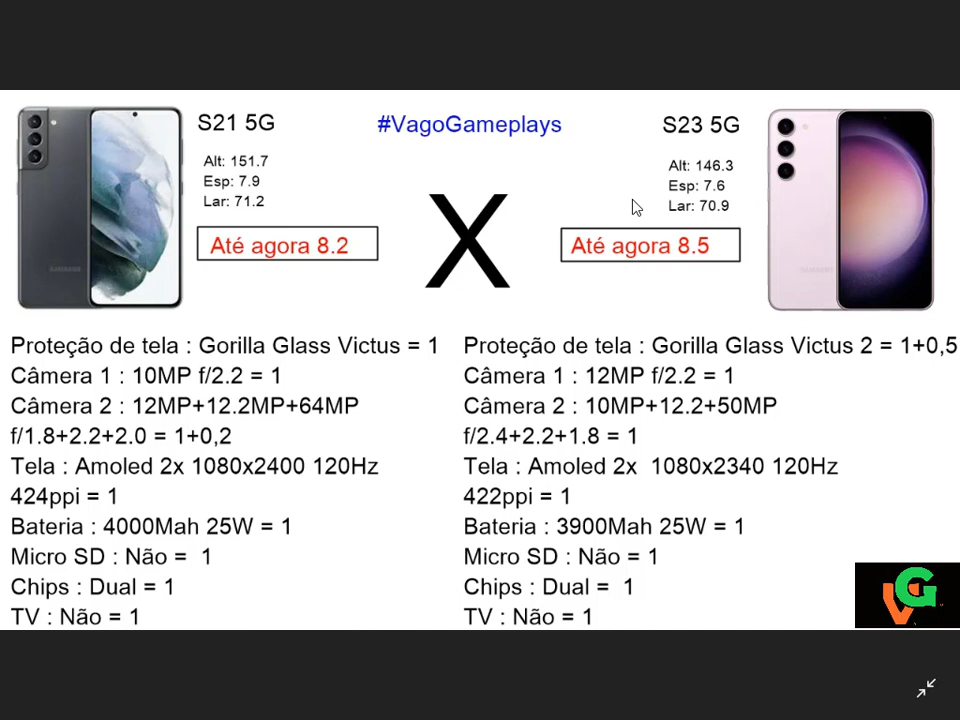 S21 5G
#VagoGameplays
S23 5G
Alt: 151.7
Esp: 7.9
Lar: 71.2
Alt: 146.3
Esp: 7.6
Lar: 70.9
Até agora 8.2
X
Até agora 8.5
SAMSUNG
SAMSUNG
Proteção de tela : Gorilla Glass Victus = 1
Câmera 1 : 10MP f/2.2 = 1
Câmera 2 : 12MP+12.2MP+64MP
f/1.8+2.2+2.0 = 1+0,2
Tela : Amoled 2x 1080x2400 120Hz
424ppi = 1
Bateria : 4000Mah 25W = 1
Micro SD : Não = 1
Chips : Dual = 1
TV : Não = 1
Proteção de tela : Gorilla Glass Victus 2 = 1+0,5
Câmera 1 : 12MP f/2.2 = 1
Câmera 2 : 10MP+12.2+50MP
f/2.4+2.2+1.8 = 1
Tela : Amoled 2x 1080x2340 120Hz
422ppi = 1
Bateria : 3900Mah 25W = 1
Micro SD : Não = 1
Chips : Dual = 1
TV : Não = 1
VG